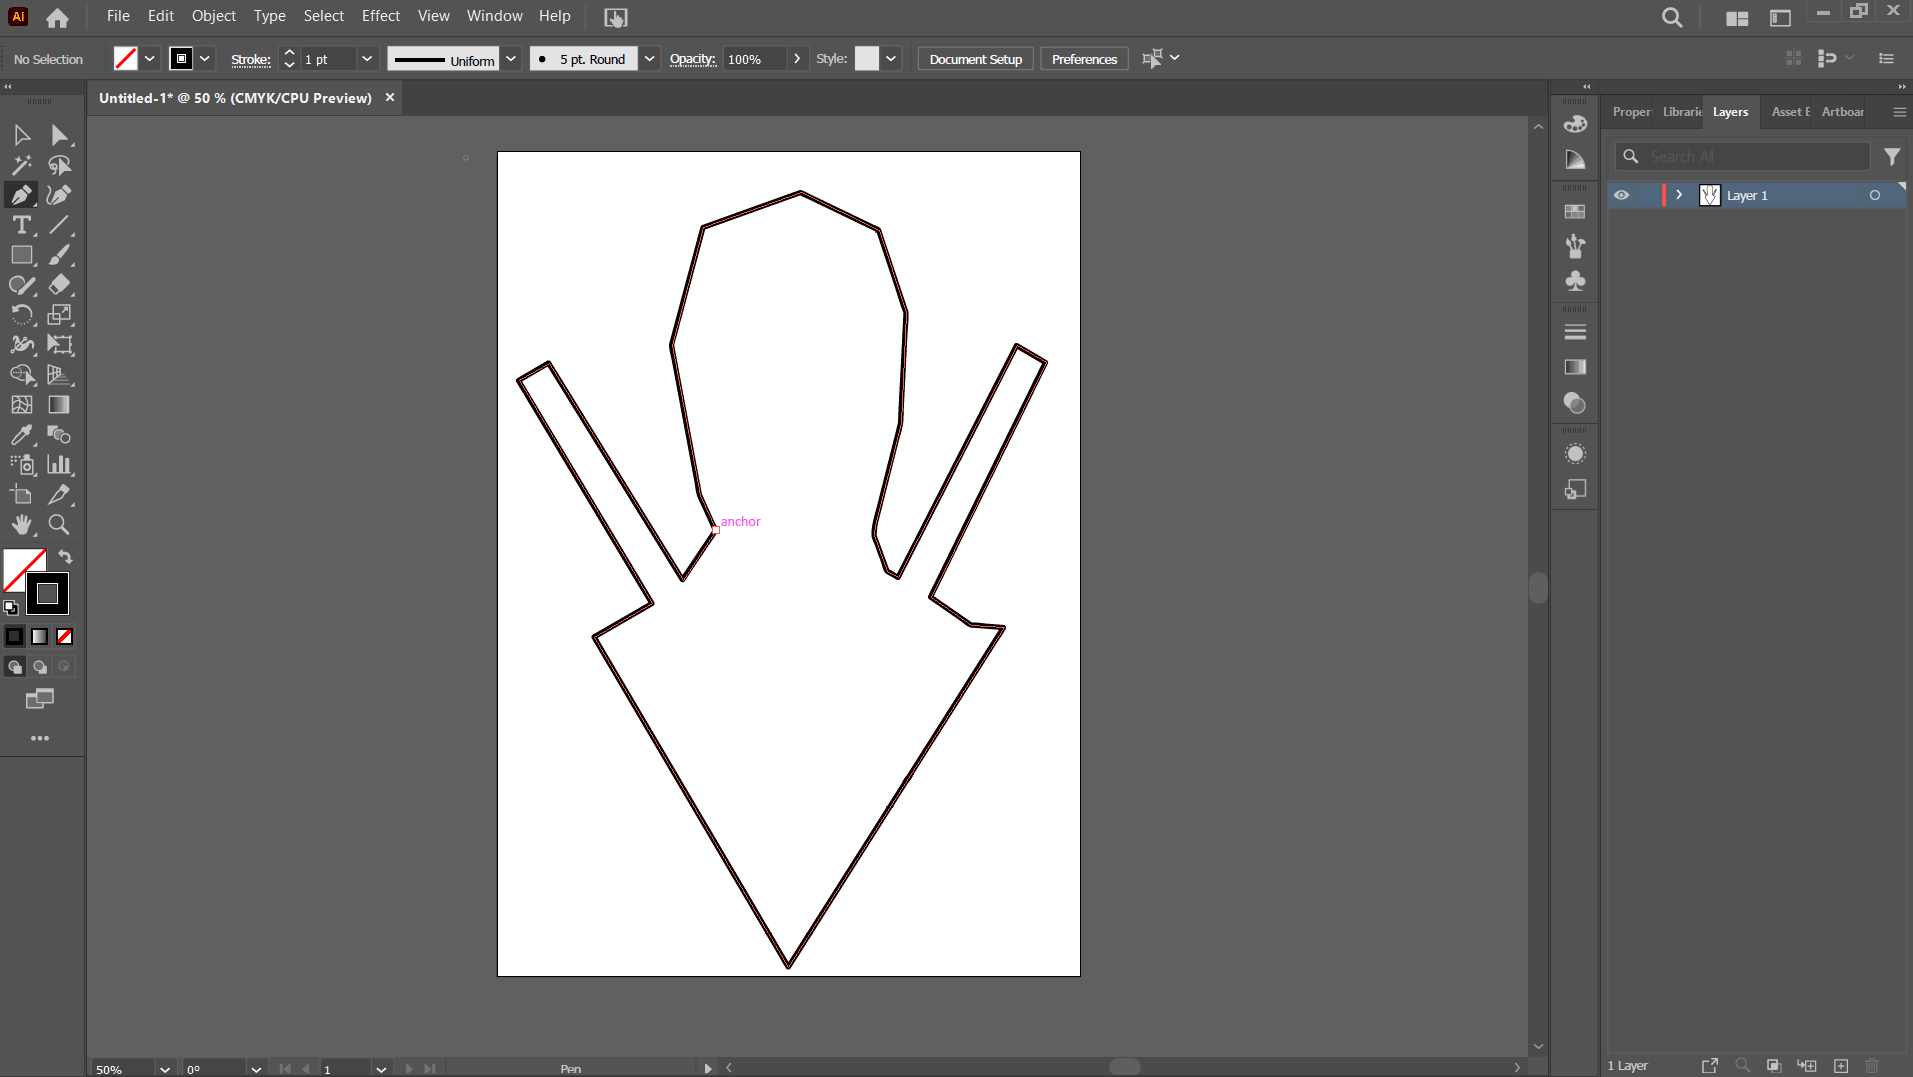 Ai File Edit Object Type Select Effect View Window Help
No Selection Stroke: 1 pt Uniform 5 pt. Round Opacity: 100% Style: Document Setup Preferences
Untitled-1* @ 50 % (CMYK/CPU Preview)
Proper Librarie Layers Asset E Artboar
Search All
Layer 1
anchor
50% 0° 1 Pen
1 Layer